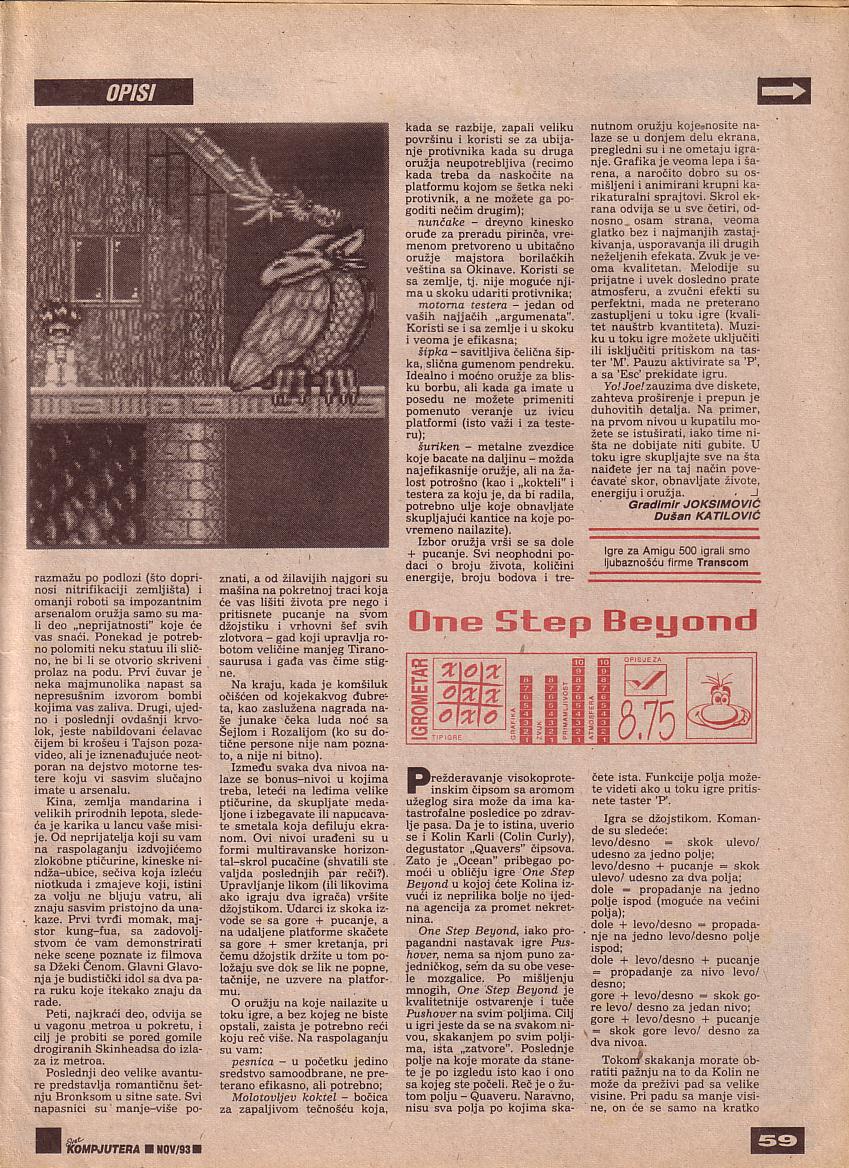 OPISI
razmažu po podlozi (što dopri-
nosi nitrifikaciji zemljišta) i
omanji roboti sa impozantnim
arsenalom oružja samo su ma-
li deo „neprijatnosti" koje će
vas snaći. Ponekad je potreb-
no polomiti neku statuu ili slič-
no, he bi li se otvorio skriveni
prolaz na podu. Prvi čuvar je
neka majmunolika napast sa
nepresušnim izvorom bombi
kojima vas zaliva. Drugi, ujed-
no i poslednji ovdašnji krvo-
lok, jeste nabildovani ćelavac
čijem bi krošeu i Tajson poza-
video, ali je iznenađujuće neot-
poran na dejstvo motorne tes-
tere koju vi sasvim slučajno
imate u arsenalu.
Kina, zemlja mandarina i
velikih prirodnih lepota, slede-
ća je karika u lancu vaše misi-
je. Od neprijatelja koji su vam
na raspolaganju izdvojićemo
zlokobne ptičurine, kineske ni-
ndža-ubice, sečiva koja izleću
niotkuda i zmajeve koji, istini
za volju ne bljuju vatru, ali
znaju sasvim pristojno da una-
kaze. Prvi tvrđi momak, maj-
stor kung-fua, sa zadovolj-
stvom će vam demonstrirati
neke scene poznate iz filmova
sa Džeki Čenom. Glavni Glavo-
nja je budistički idol sa dva pa-
ra ruku koje itekako znaju da
rade.
Peti, najkraći deo, odvija se
u vagonu metroa u pokretu, i
cilj je probiti se pored gomile
drogiranih Skinheadsa do izla-
za iz metroa.
Poslednji deo velike avantu-
re predstavlja romantičnu šet-
nju Bronksom u sitne sate. Svi
napasnici su manje–više po-
znati, a od žilavijih najgori su
mašina na pokretnoj traci koja
će vas lišiti života pre nego i
pritisnete pucanje na svom
džojstiku i vrhovni šef svih
zlotvora – gad koji upravlja ro-
botom veličine manjeg Tirano-
saurusa i gađa vas čime stig-
ne.
Na kraju, kada je komšiluk
očišćen od kojekakvog đubre-
ta, kao zaslužena nagrada na-
še junake čeka luda noć sa
Šejlom i Rozalijom (ko su do-
tične persone nije nam pozna-
to, a nije ni bitno).
Između svaka dva nivoa na-
laze se bonus–nivoi u kojima
treba, leteći na leđima velike
ptičurine, da skupljate meda-
ljone i izbegavate ili napucava-
te smetala koja defiluju ekra-
nom. Ovi nivoi urađeni su u
formi multiravanske horizon-
tal–skrol pucačine (shvatili ste
valjda poslednjih par reči?).
Upravljanje likom (ili likovima
ako igraju dva igrača) vršite
džojstikom. Udarci iz skoka iz-
vode se sa gore + pucanje, a
na udaljene platforme skačete
sa gore + smer kretanja, pri
čemu džojstik držite u tom po-
ložaju sve dok se lik ne popne,
tačnije, ne uzvere na platfor-
mu.
O oružju na koje nailazite u
toku igre, a bez kojeg ne biste
opstali, zaista je potrebno reći
koju reč više. Na raspolaganju
su vam:
pesnica – u početku jedino
sredstvo samoodbrane, ne pre-
terano efikasno, ali potrebno;
Molotovljev koktel – bočica
za zapaljivom tečnošću koja,
kada se razbije, zapali veliku
površinu i koristi se za ubija-
nje protivnika kada su druga
oružja neupotrebljiva (recimo
kada treba da naskočite na
platformu kojom se šetka neki
protivnik, a ne možete ga po-
goditi nečim drugim);
nunčake – drevno kinesko
oruđe za preradu pirinča, vre-
menom pretvoreno u ubitačno
oružje majstora borilačkih
veština sa Okinave. Koristi se
sa zemlje, tj. nije moguće nji-
ma u skoku udariti protivnika;
motorna testera – jedan od
vaših najjačih „argumenata".
Koristi se i sa zemlje i u skoku
i veoma je efikasna;
šipka – savitljiva čelična šip-
ka, slična gumenom pendreku.
Idealno i moćno oružje za blis-
ku borbu, ali kada ga imate u
posedu ne možete primeniti
pomenuto veranje uz ivicu
platformi (isto važi i za teste-
ru);
šuriken – metalne zvezdice
koje bacate na daljinu – možda
najefikasnije oružje, ali na ža-
lost potrošno (kao i „kokteli" i
testera za koju je, da bi radila,
potrebno ulje koje obnavljate
skupljajući kantice na koje po-
vremeno nailazite).
Izbor oružja vrši se sa dole
+ pucanje. Svi neophodni po-
daci o broju života, količini
energije, broju bodova i tre-
nutnom oružju koje nosite na-
laze se u donjem delu ekrana,
pregledni su i ne ometaju igra-
nje. Grafika je veoma lepa i ša-
rena, a naročito dobro su os-
mišljeni i animirani krupni ka-
rikaturalni sprajtovi. Skrol ek-
rana odvija se u sve četiri, od-
nosno osam strana, veoma
glatko bez i najmanjih zastaj-
kivanja, usporavanja ili drugih
neželjenih efekata. Zvuk je ve-
oma kvalitetan. Melodije su
prijatne i uvek dosledno prate
atmosferu, a zvučni efekti su
perfektni, mada ne preterano
zastupljeni u toku igre (kvali-
tet nauštrb kvantiteta). Muzi-
ku u toku igre možete uključiti
ili isključiti pritiskom na tas-
ter 'M'. Pauzu aktivirate sa 'P',
a sa 'Esc' prekidate igru.
Yo! Joe! zauzima dve diskete,
zahteva proširenje i prepun je
duhovitih detalja. Na primer,
na prvom nivou u kupatilu mo-
žete se istuširati, iako time ni-
šta ne dobijate niti gubite. U
toku igre skupljajte sve na šta
naiđete jer na taj način pove-
ćavate skor, obnavljate živote,
energiju i oružja.
Gradimir JOKSIMOVIĆ
Dušan KATILOVIĆ
Igre za Amigu 500 igrali smo
ljubaznošću firme Transcom
One Step Beyond
IGROMETAR
TIP IGRE
GRAFIKA
ZVUK
PRIMAMLJIVOST
ATMOSFERA
OPIS JE ZA
8.75
Prežderavanje visokoprote-
inskim čipsom sa aromom
užeglog sira može da ima ka-
tastrofalne posledice po zdrav-
lje pasa. Da je to istina, uverio
se i Kolin Karli (Colin Curly),
degustator „Quavers" čipsova.
Zato je „Ocean" pribegao po-
moći u obličju igre One Step
Beyond u kojoj ćete Kolina iz-
vući iz neprilika bolje no ijed-
na agencija za promet nekret-
nina.
One Step Beyond, iako pro-
pagandni nastavak igre Pus-
hover, nema sa njom puno za-
jedničkog, sem da su obe vese-
le mozgalice. Po mišljenju
mnogih, One Step Beyond je
kvalitetnije ostvarenje i tuče
Pushover na svim poljima. Cilj
u igri jeste da se na svakom ni-
vou, skakanjem po svim polji-
ma, ista „zatvore". Poslednje
polje na koje morate da stane-
te je po izgledu isto kao i ono
sa kojeg ste počeli. Reč je o žu-
tom polju – Quaveru. Naravno,
nisu sva polja po kojima ska-
čete ista. Funkcije polja može-
te videti ako u toku igre pritis-
nete taster 'P'.
Igra se džojstikom. Koman-
de su sledeće:
levo/desno = skok ulevo/
udesno za jedno polje;
levo/desno + pucanje = skok
ulevo/ udesno za dva polja;
dole = propadanje na jedno
polje ispod (moguće na većini
polja);
dole + levo/desno = propada-
nje na jedno levo/desno polje
ispod;
dole + levo/desno + pucanje
= propadanje za nivo levo/
desno;
gore + levo/desno = skok go-
re levo/ desno za jedan nivo;
gore + levo/desno + pucanje
= skok gore levo/ desno za
dva nivoa.
Tokom skakanja morate ob-
ratiti pažnju na to da Kolin ne
može da preživi pad sa velike
visine. Pri padu sa manje visi-
ne, on će se samo na kratko
Svet
KOMPJUTERA NOV/93
59